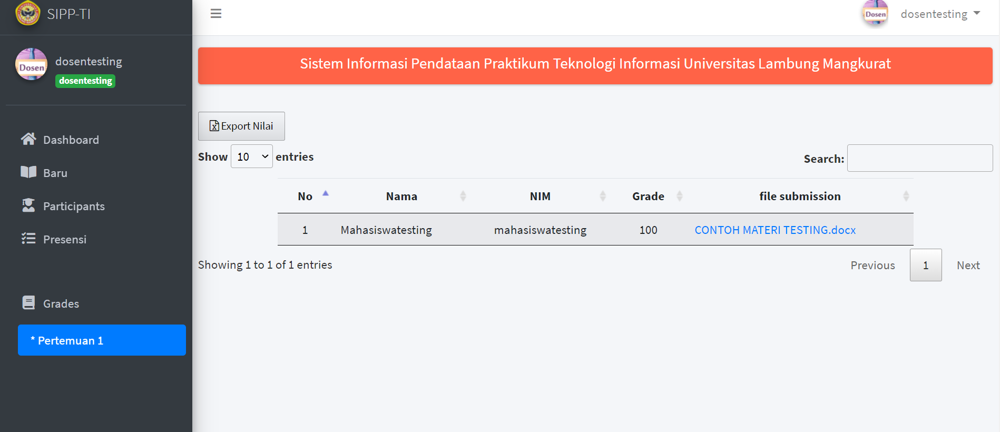 SIPP-TI
Dosen
dosentesting
Dosen
dosentesting
dosentesting
Sistem Informasi Pendataan Praktikum Teknologi Informasi Universitas Lambung Mangkurat
Dashboard
Baru
Participants
Presensi
Grades
* Pertemuan 1
Export Nilai
Show 10 entries
Search:
No Nama NIM Grade file submission
1 Mahasiswatesting mahasiswatesting 100 CONTOH MATERI TESTING.docx
Showing 1 to 1 of 1 entries
Previous 1 Next